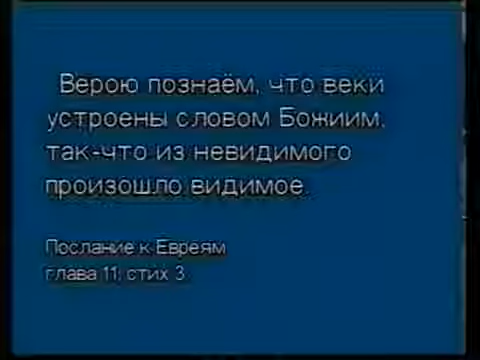 Верою познаём, что веки
устроены словом Божиим,
так-что из невидимого
произошло видимое.
Послание к Евреям
глава 11, стих 3